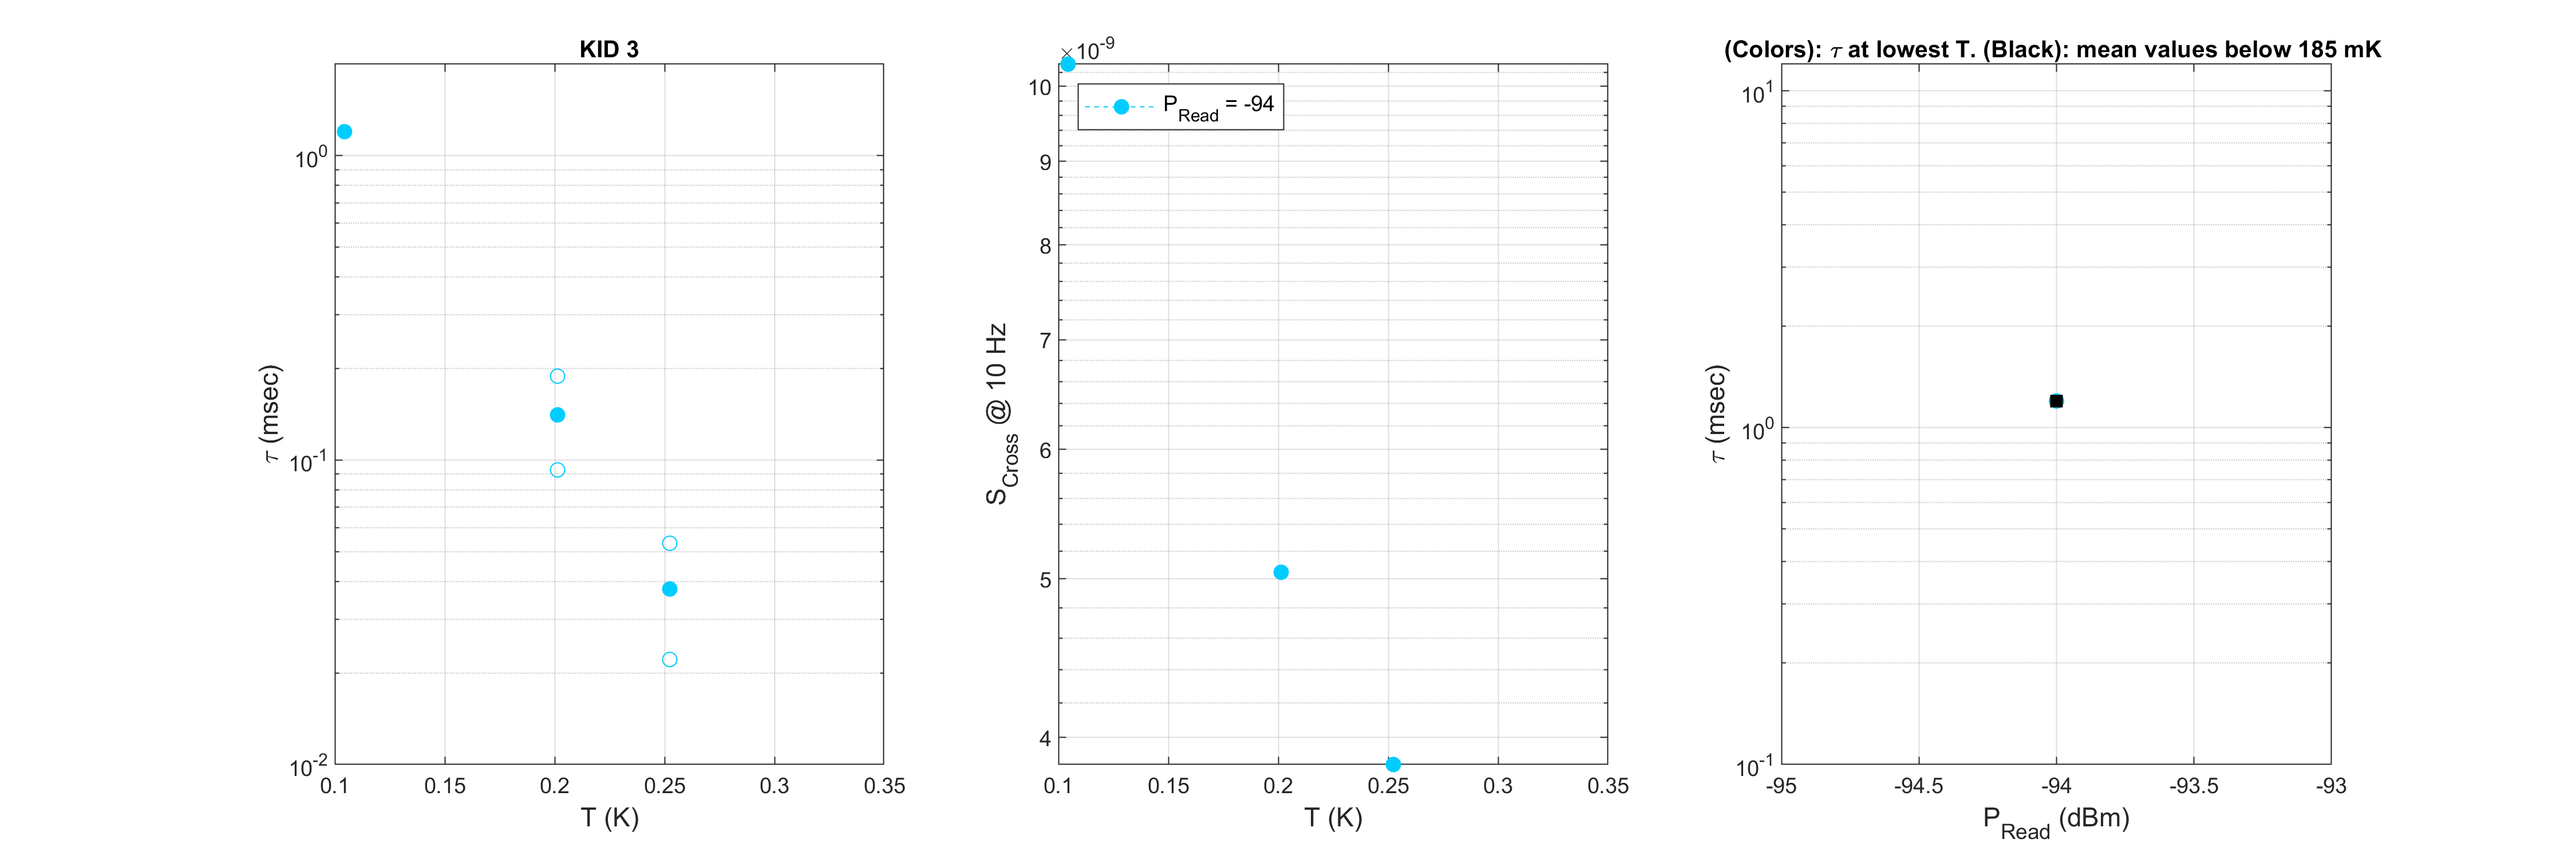 KID 3
10^0
10^-1
10^-2
τ (msec)
0.1 0.15 0.2 0.25 0.3 0.35
T (K)
×10^-9
10
9
8
7
6
5
4
S_Cross @ 10 Hz
P_Read = -94
0.1 0.15 0.2 0.25 0.3 0.35
T (K)
(Colors): τ at lowest T. (Black): mean values below 185 mK
10^1
10^0
10^-1
τ (msec)
-95 -94.5 -94 -93.5 -93
P_Read (dBm)